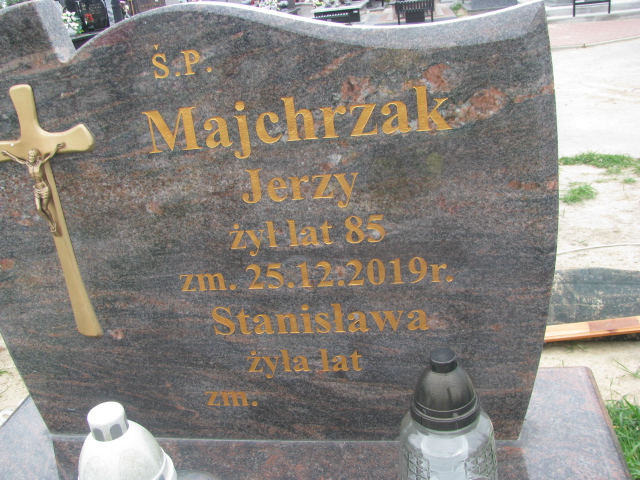 Ś.P.
Majchrzak
Jerzy
żył lat 85
zm. 25.12.2019r.
Stanisława
żyła lat
zm.